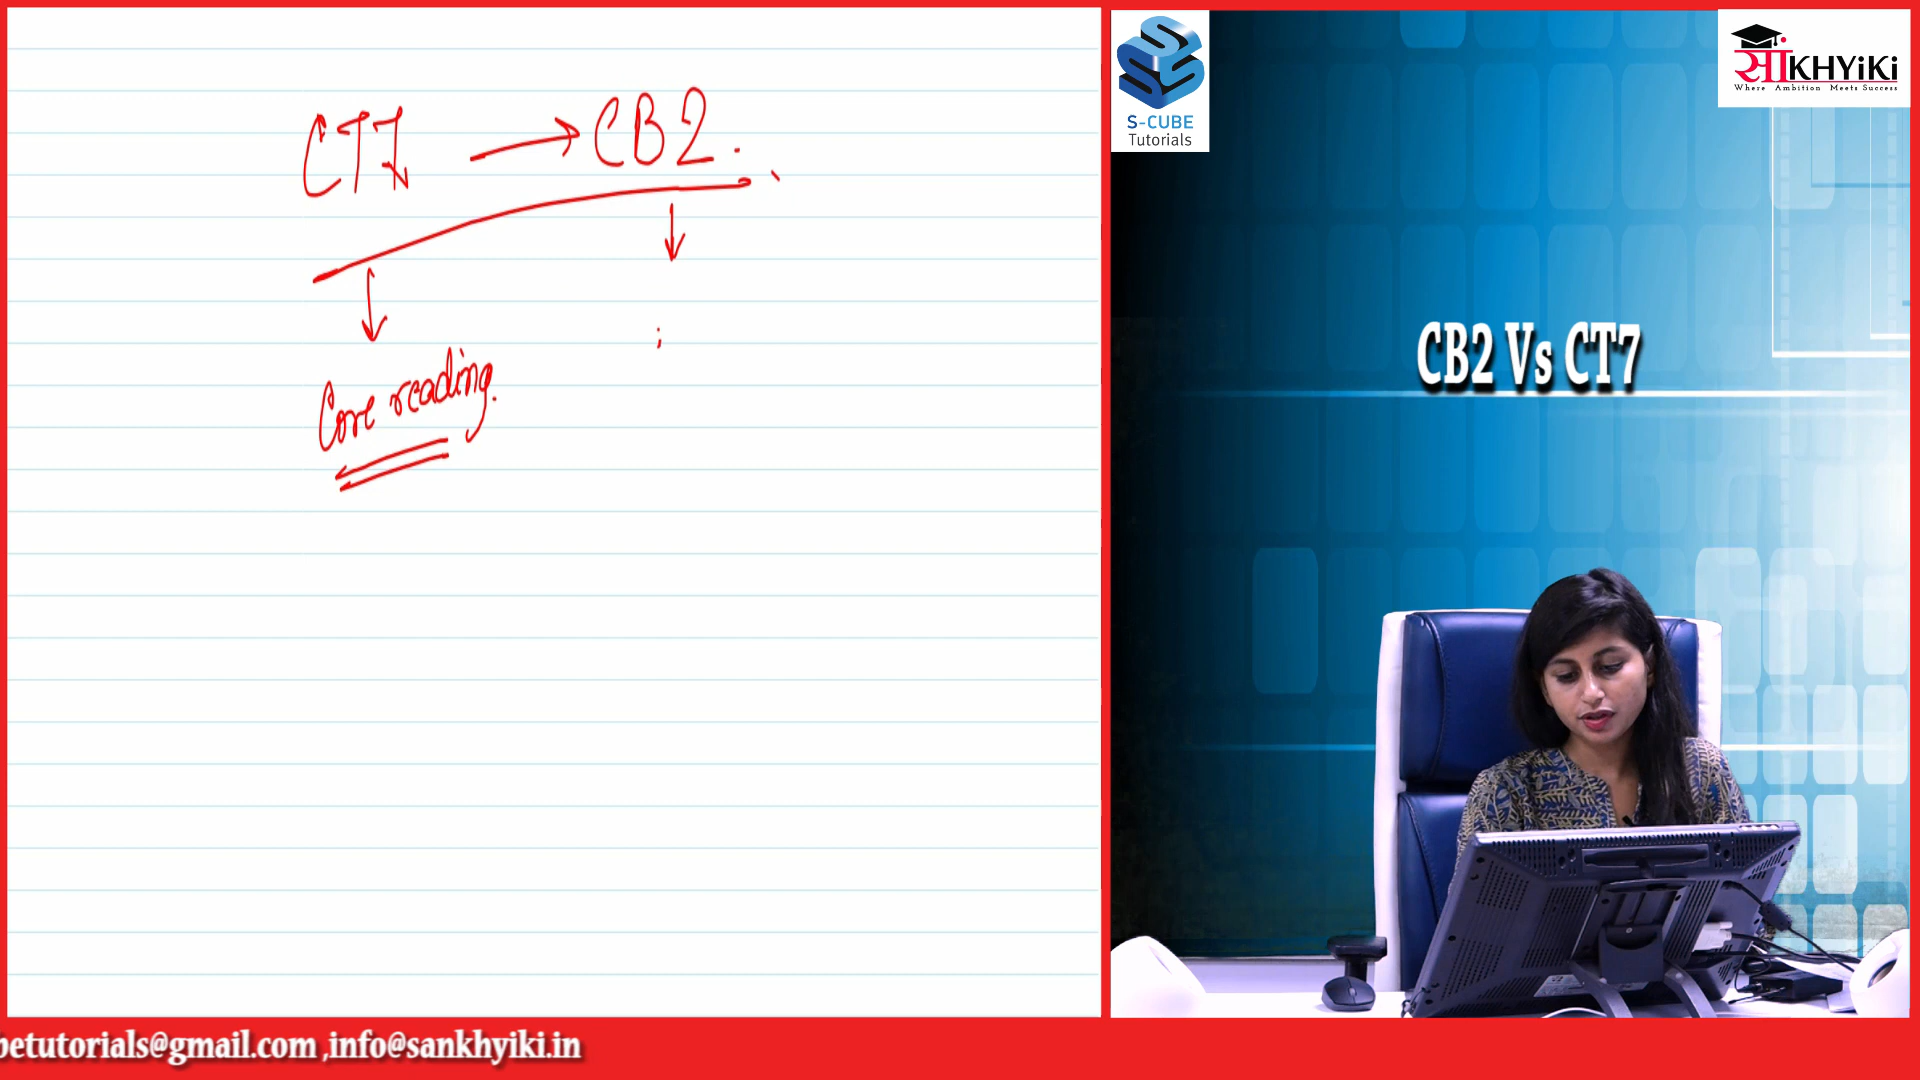 CT7 → CB2.
Core reading.
S-CUBE
Tutorials
सांKHYiKi
Where Ambition Meets Success
CB2 Vs CT7
betutorials@gmail.com ,info@sankhyiki.in